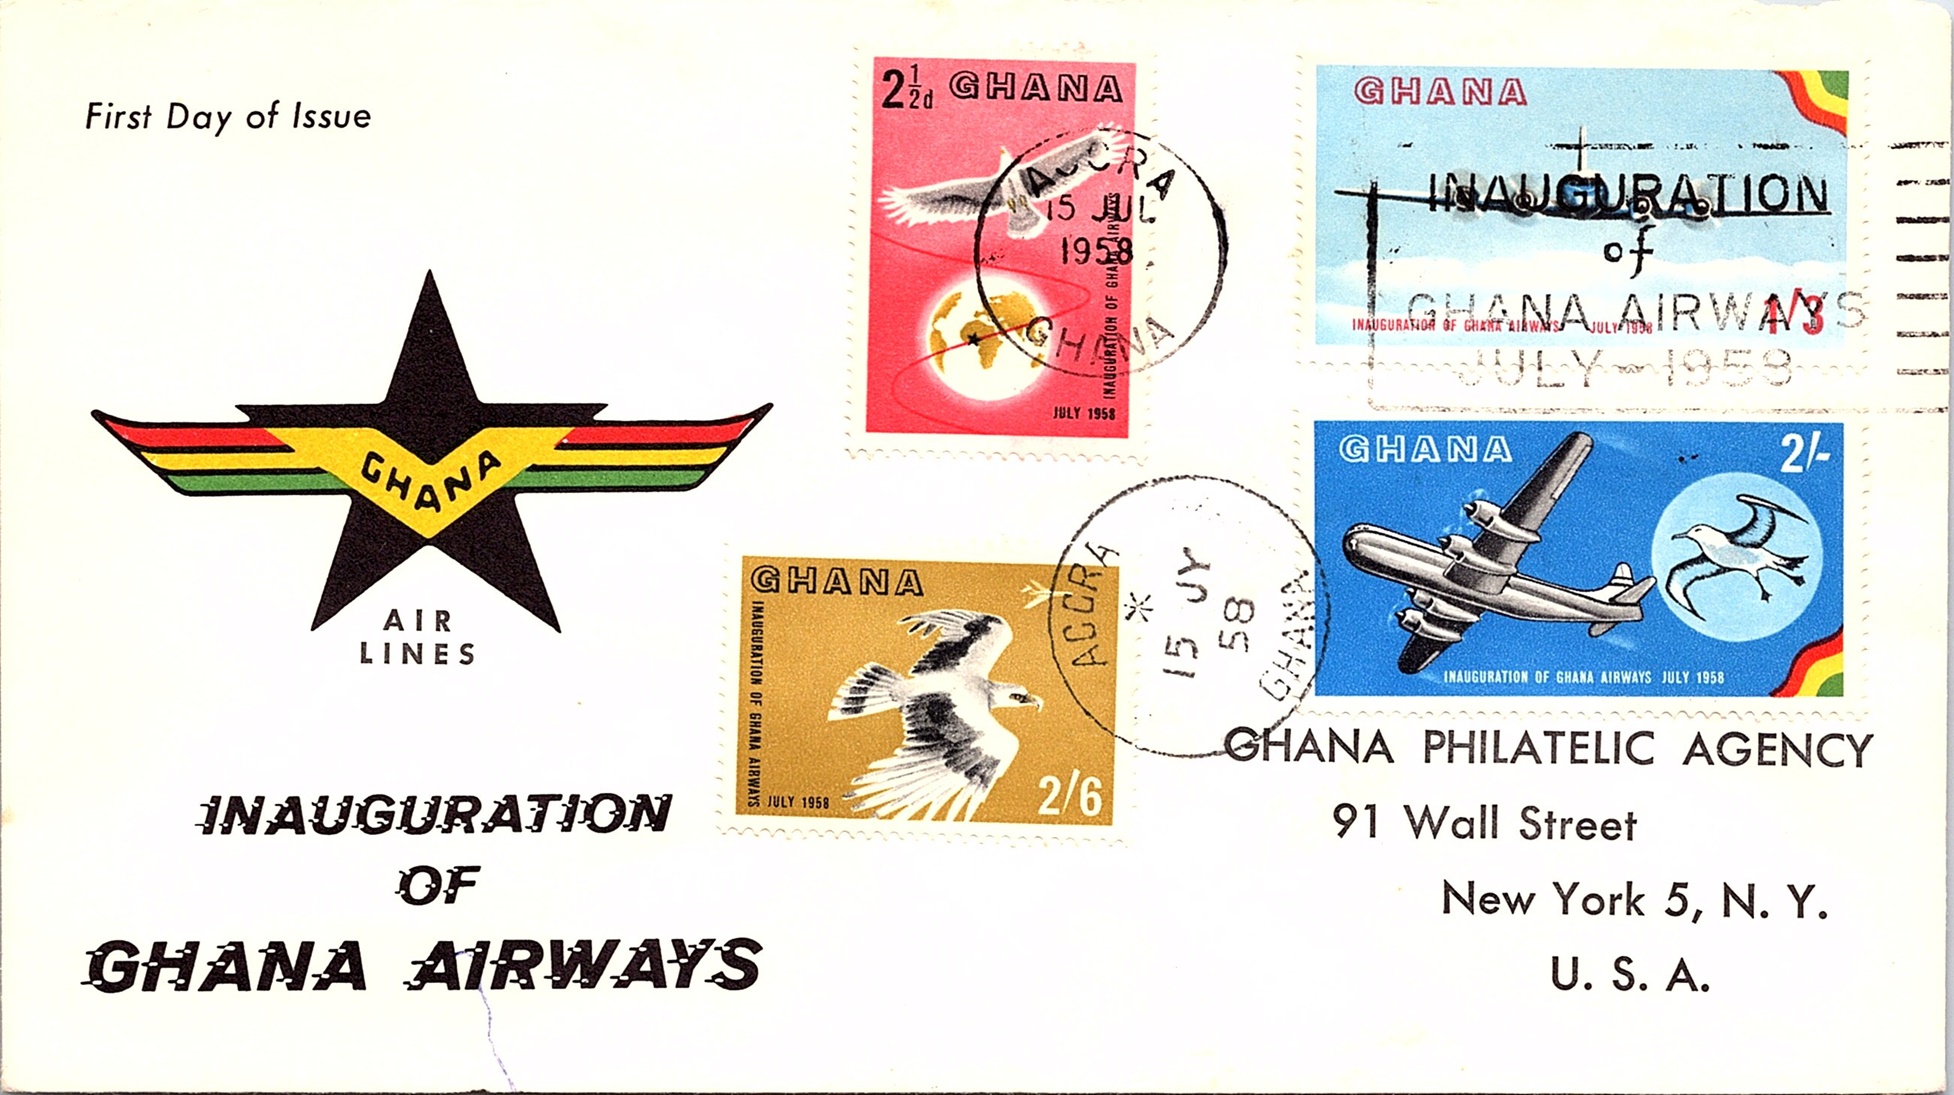 First Day of Issue
GHANA
AIR
LINES
INAUGURATION
OF
GHANA AIRWAYS
2½d GHANA
INAUGURATION OF GHANA AIRWAYS
JULY 1958
ACCRA
15 JUL
1958
GHANA
GHANA
INAUGURATION OF GHANA AIRWAYS JULY 1958
1/3
INAUGURATION
of
GHANA AIRWAYS
JULY - 1958
GHANA
2/-
INAUGURATION OF GHANA AIRWAYS JULY 1958
GHANA
INAUGURATION OF GHANA AIRWAYS
JULY 1958
2/6
ACCRA
15 JY
58
GHANA
GHANA PHILATELIC AGENCY
91 Wall Street
New York 5, N. Y.
U. S. A.